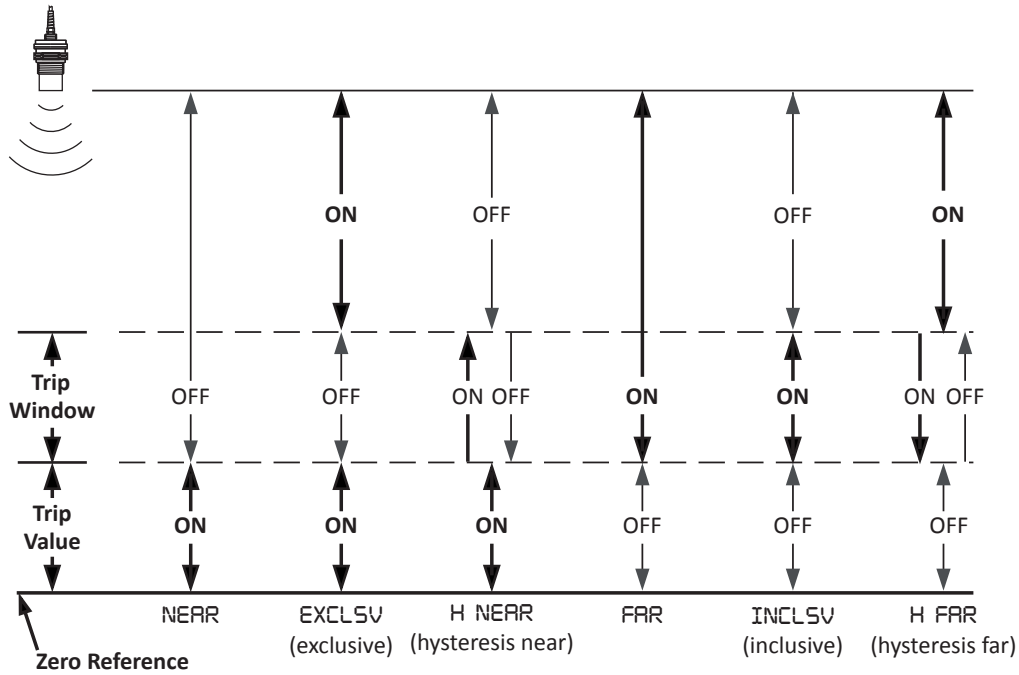 ON
OFF
OFF
ON
Trip
Window
OFF
OFF
ON OFF
ON
ON
ON OFF
Trip
Value
ON
ON
ON
OFF
OFF
OFF
NEAR
EXCLSV
(exclusive)
H NEAR
(hysteresis near)
FAR
INCLSV
(inclusive)
H FAR
(hysteresis far)
Zero Reference